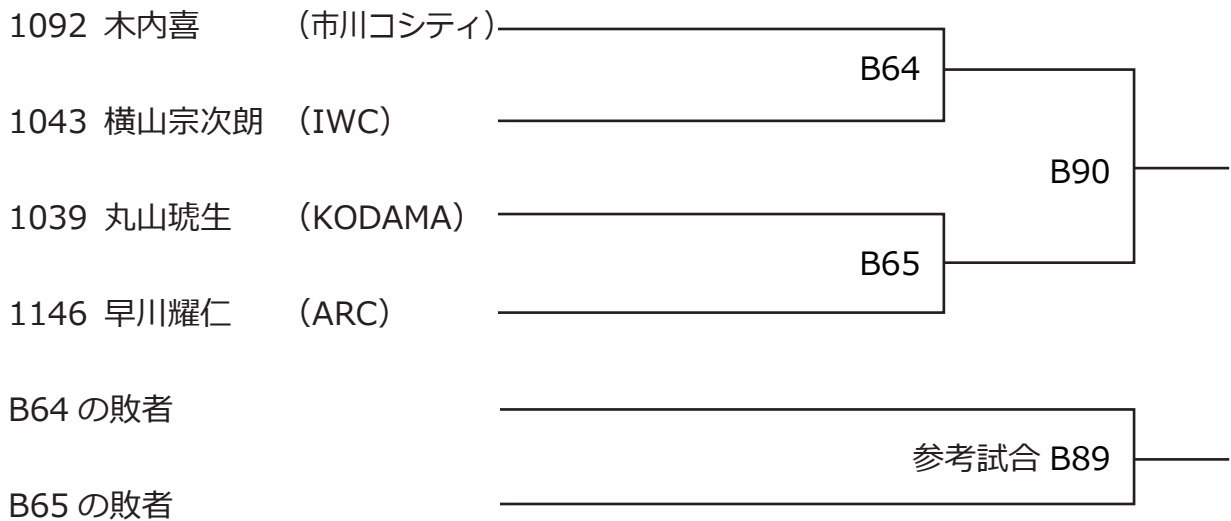 1092 木内喜 （市川コシティ）
B64
1043 横山宗次朗 （IWC）
B90
1039 丸山琥生 （KODAMA）
B65
1146 早川耀仁 （ARC）
B64 の敗者
参考試合 B89
B65 の敗者